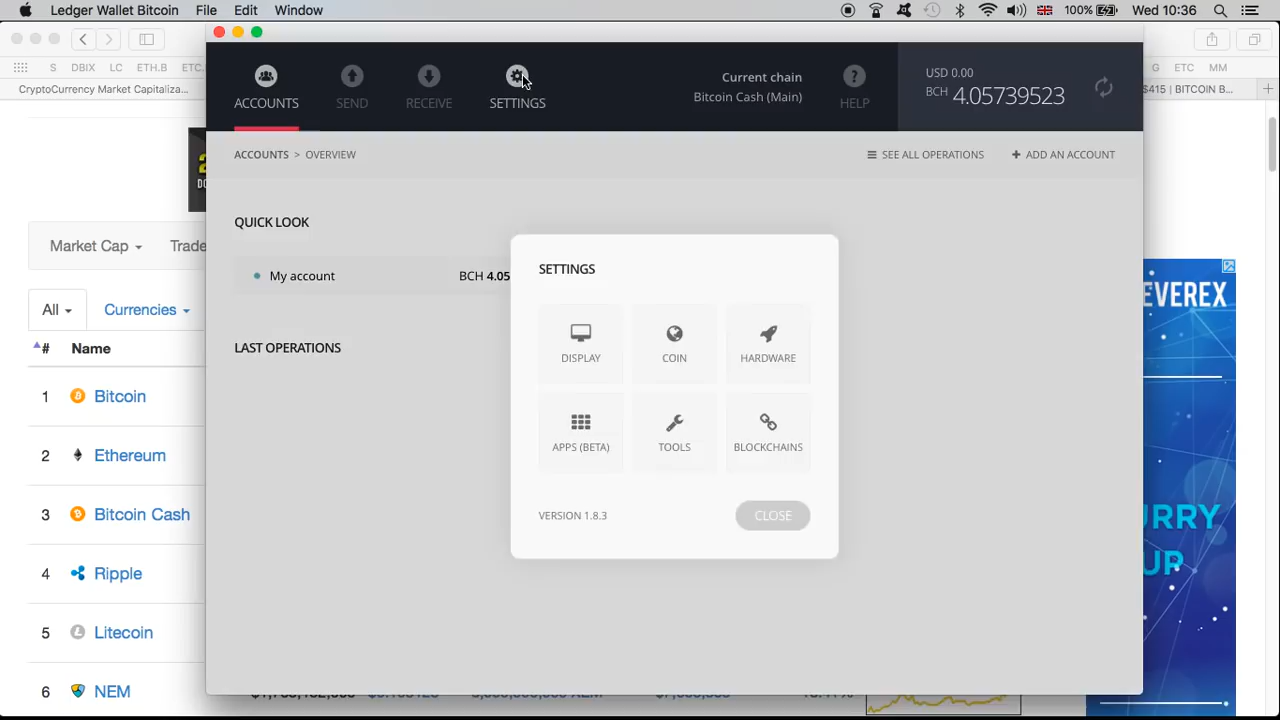 Ledger Wallet Bitcoin File Edit Window 100% Wed 10:36
S DBIX LC ETH.B ETC. G ETC MM
CryptoCurrency Market Capitaliza... $415 | BITCOIN B...
ACCOUNTS SEND RECEIVE SETTINGS
Current chain
Bitcoin Cash (Main)
HELP
USD 0.00
BCH 4.05739523
ACCOUNTS > OVERVIEW
SEE ALL OPERATIONS
ADD AN ACCOUNT
QUICK LOOK
My account BCH 4.05
LAST OPERATIONS
SETTINGS
DISPLAY COIN HARDWARE
APPS (BETA) TOOLS BLOCKCHAINS
VERSION 1.8.3 CLOSE
Market Cap Trade
All Currencies
# Name
1 Bitcoin
2 Ethereum
3 Bitcoin Cash
4 Ripple
5 Litecoin
6 NEM
EVEREX
URRY
UP